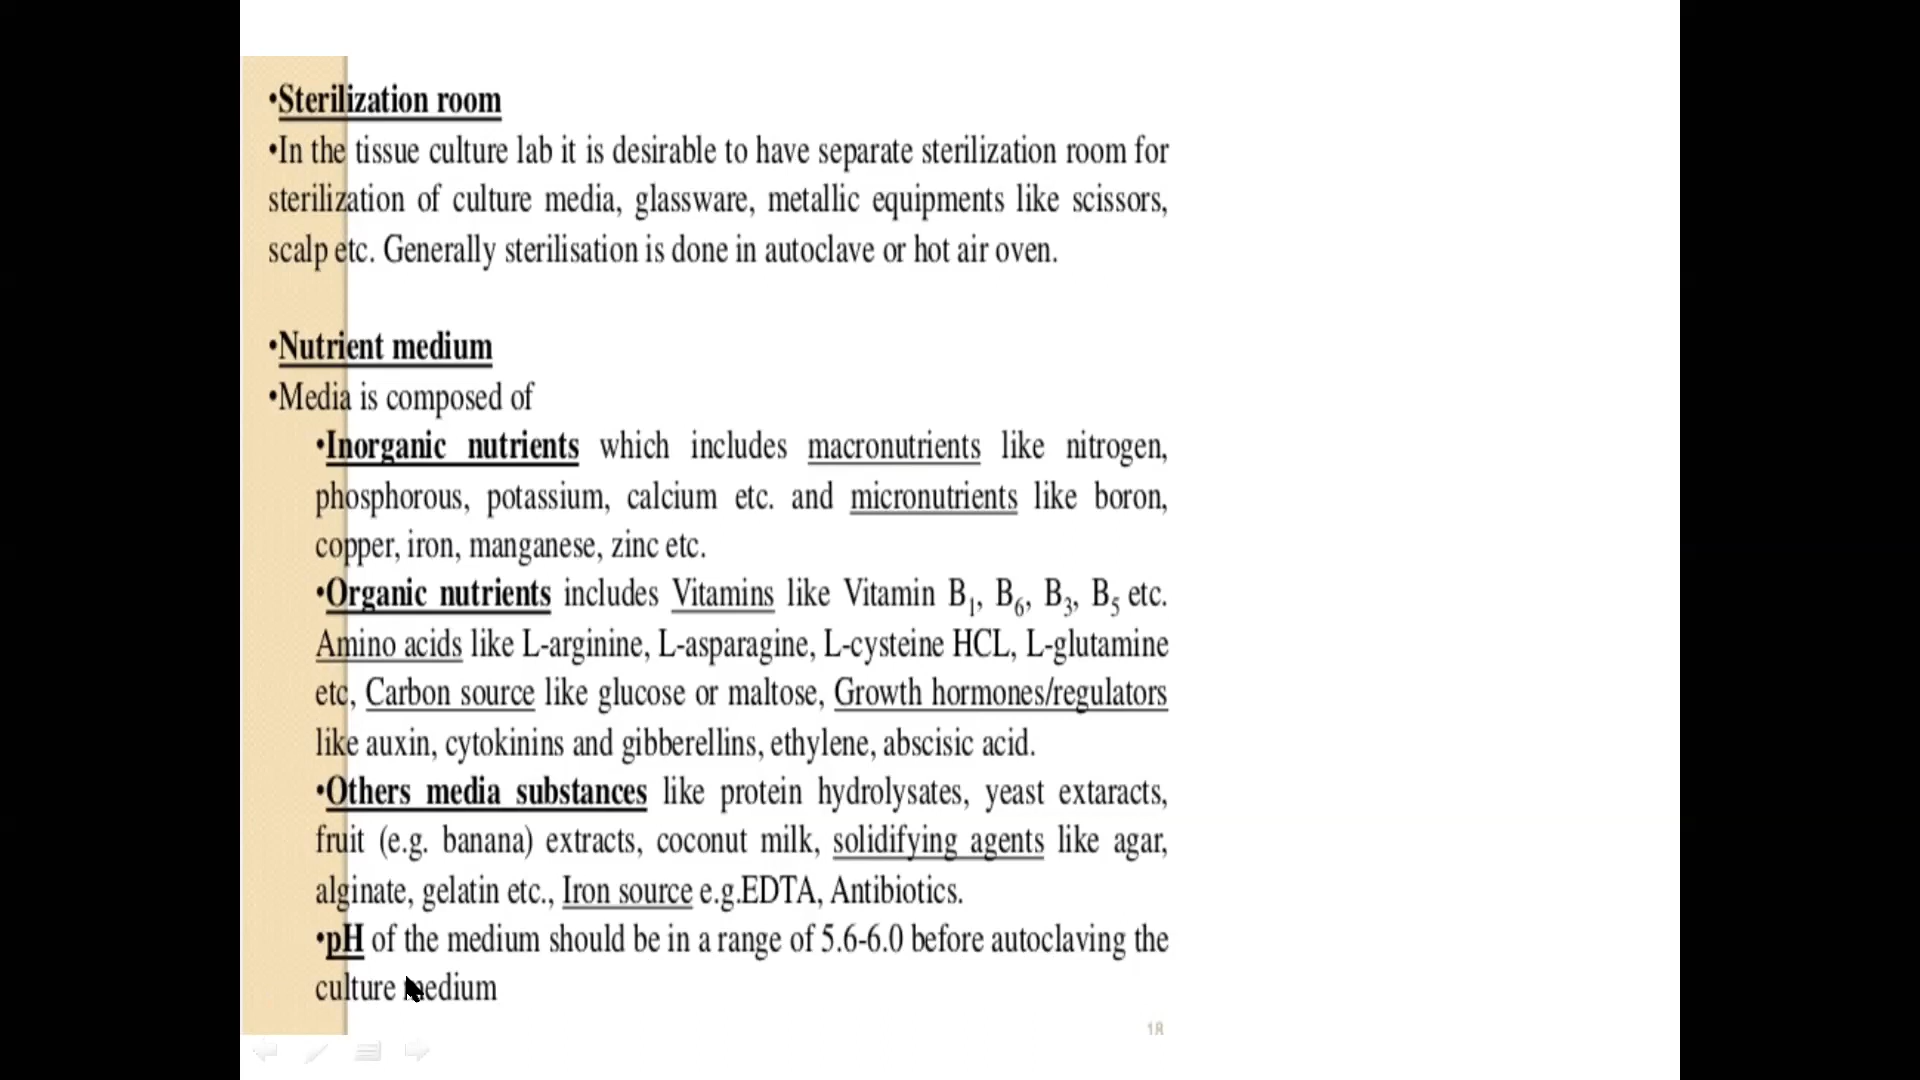 •Sterilization room
•In the tissue culture lab it is desirable to have separate sterilization room for
sterilization of culture media, glassware, metallic equipments like scissors,
scalp etc. Generally sterilisation is done in autoclave or hot air oven.
•Nutrient medium
•Media is composed of
•Inorganic nutrients which includes macronutrients like nitrogen,
phosphorous, potassium, calcium etc. and micronutrients like boron,
copper, iron, manganese, zinc etc.
•Organic nutrients includes Vitamins like Vitamin B1, B6, B3, B5 etc.
Amino acids like L-arginine, L-asparagine, L-cysteine HCL, L-glutamine
etc, Carbon source like glucose or maltose, Growth hormones/regulators
like auxin, cytokinins and gibberellins, ethylene, abscisic acid.
•Others media substances like protein hydrolysates, yeast extaracts,
fruit (e.g. banana) extracts, coconut milk, solidifying agents like agar,
alginate, gelatin etc., Iron source e.g.EDTA, Antibiotics.
•pH of the medium should be in a range of 5.6-6.0 before autoclaving the
culture medium
18